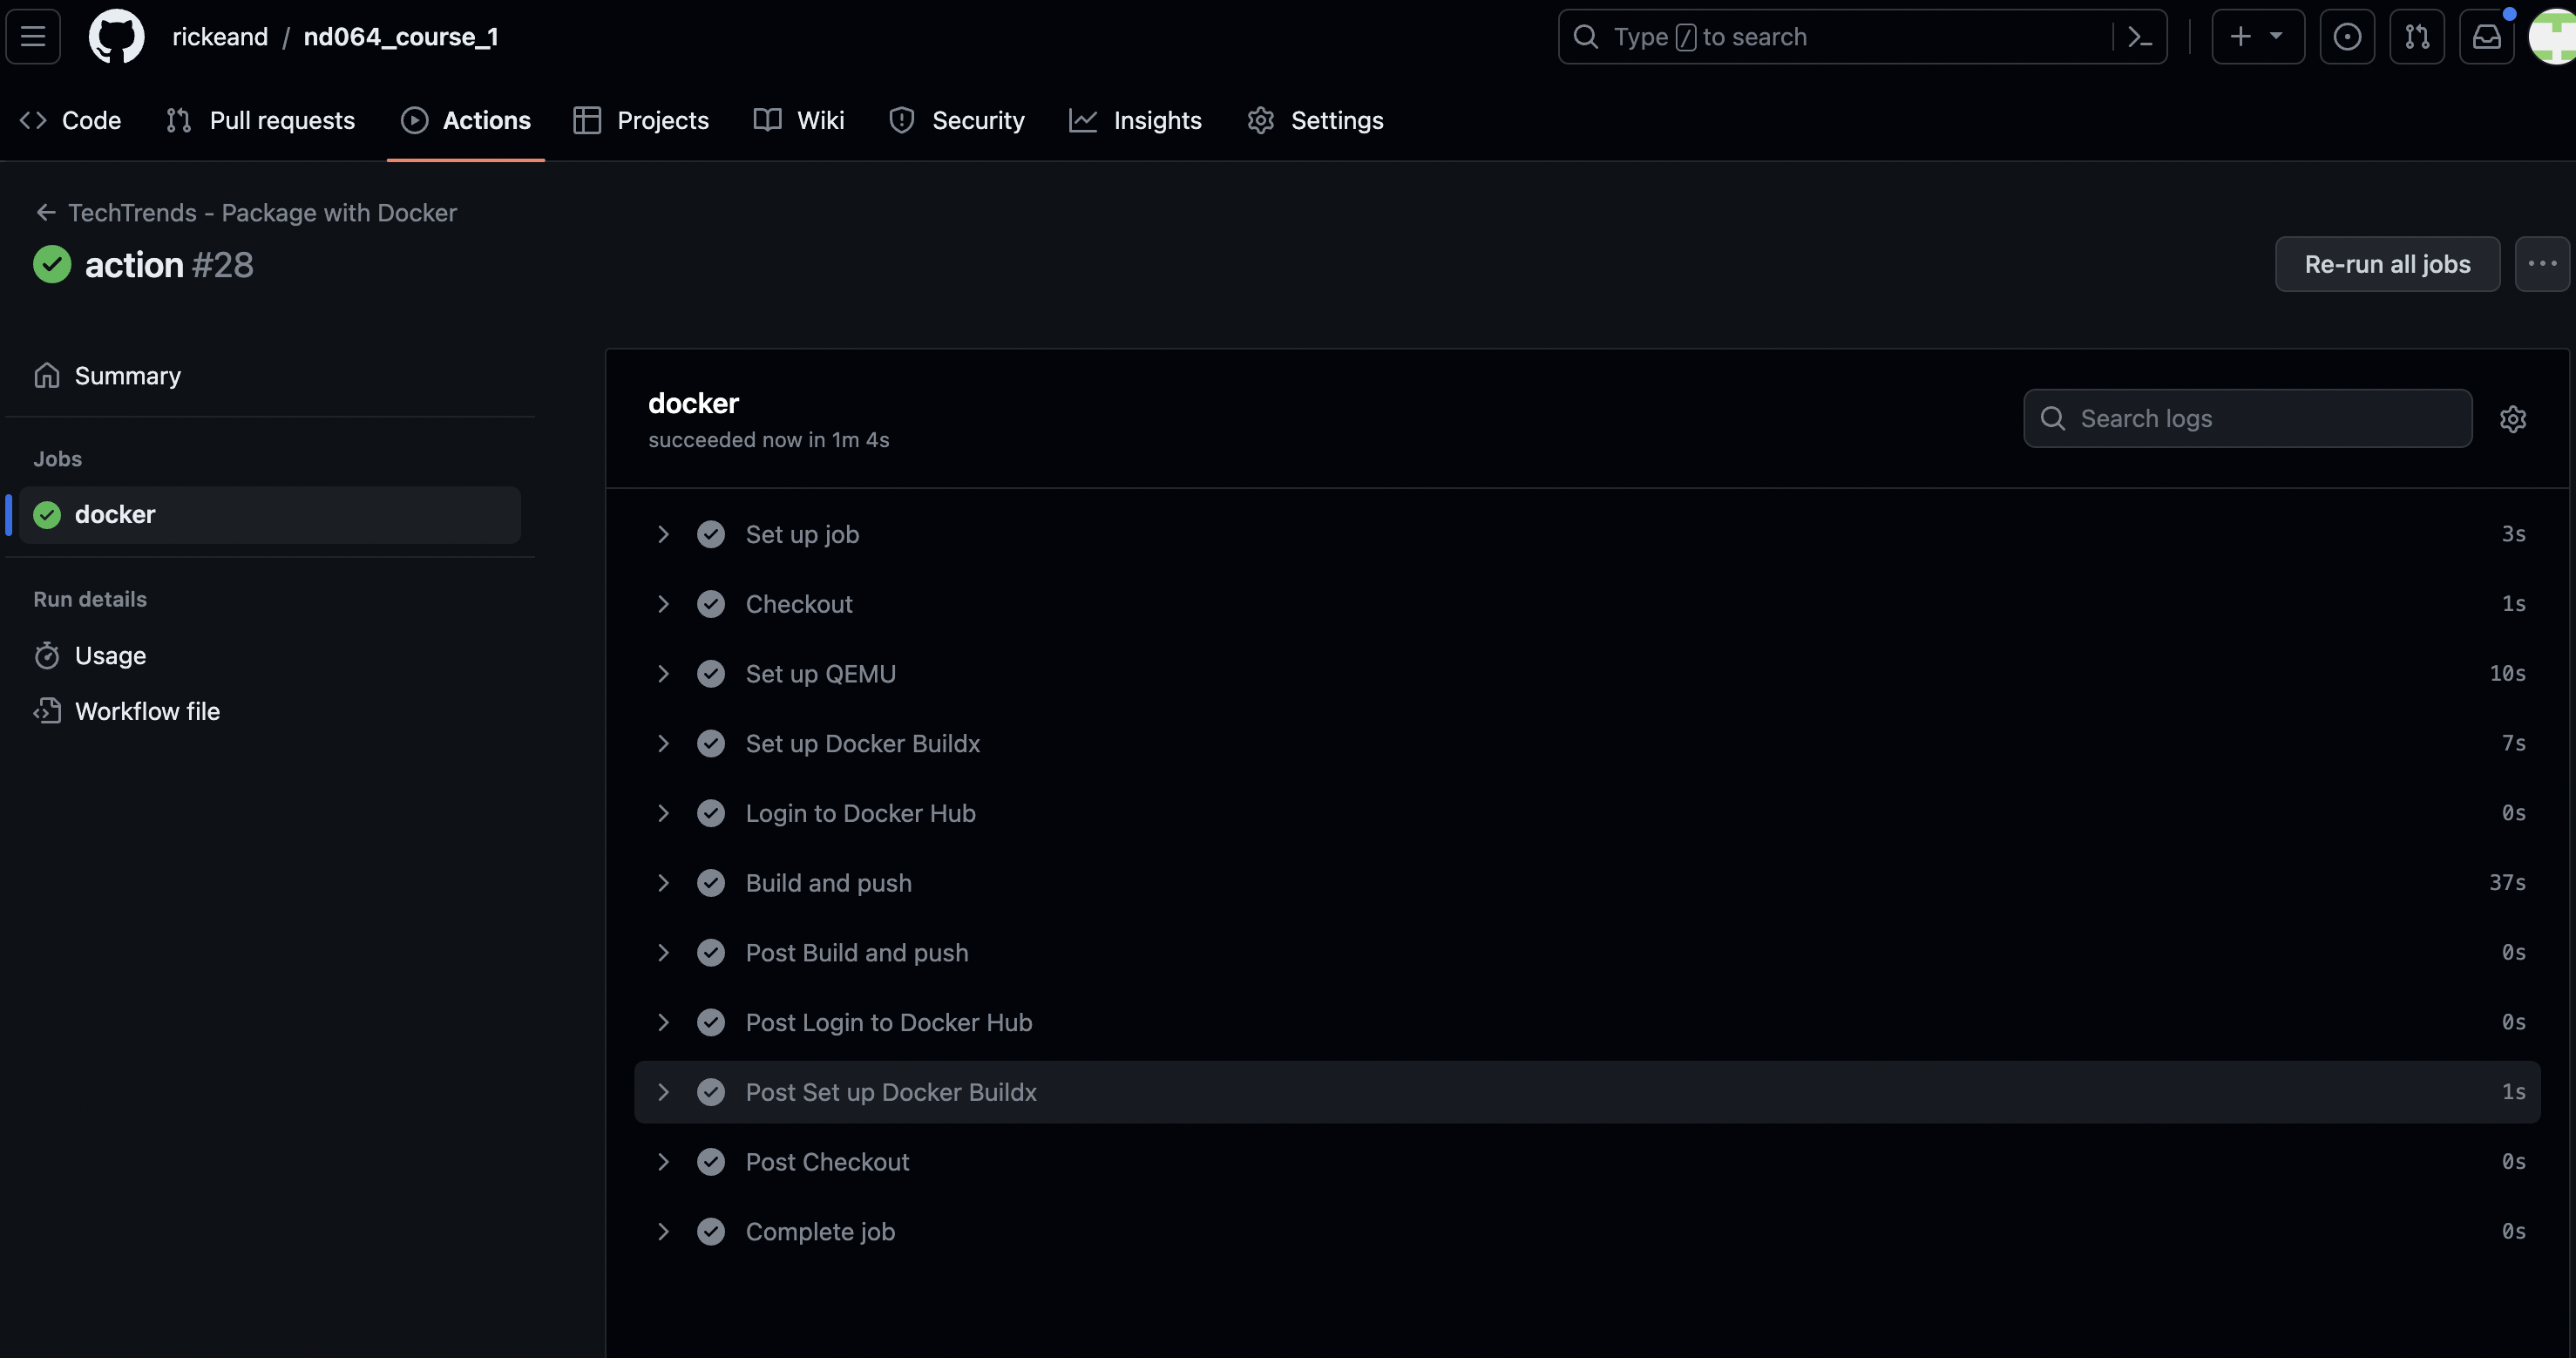 rickeand / nd064_course_1
Type / to search
Code Pull requests Actions Projects Wiki Security Insights Settings
TechTrends - Package with Docker
action #28
Re-run all jobs
Summary
Jobs
docker
Run details
Usage
Workflow file
docker
succeeded now in 1m 4s
Search logs
Set up job 3s
Checkout 1s
Set up QEMU 10s
Set up Docker Buildx 7s
Login to Docker Hub 0s
Build and push 37s
Post Build and push 0s
Post Login to Docker Hub 0s
Post Set up Docker Buildx 1s
Post Checkout 0s
Complete job 0s